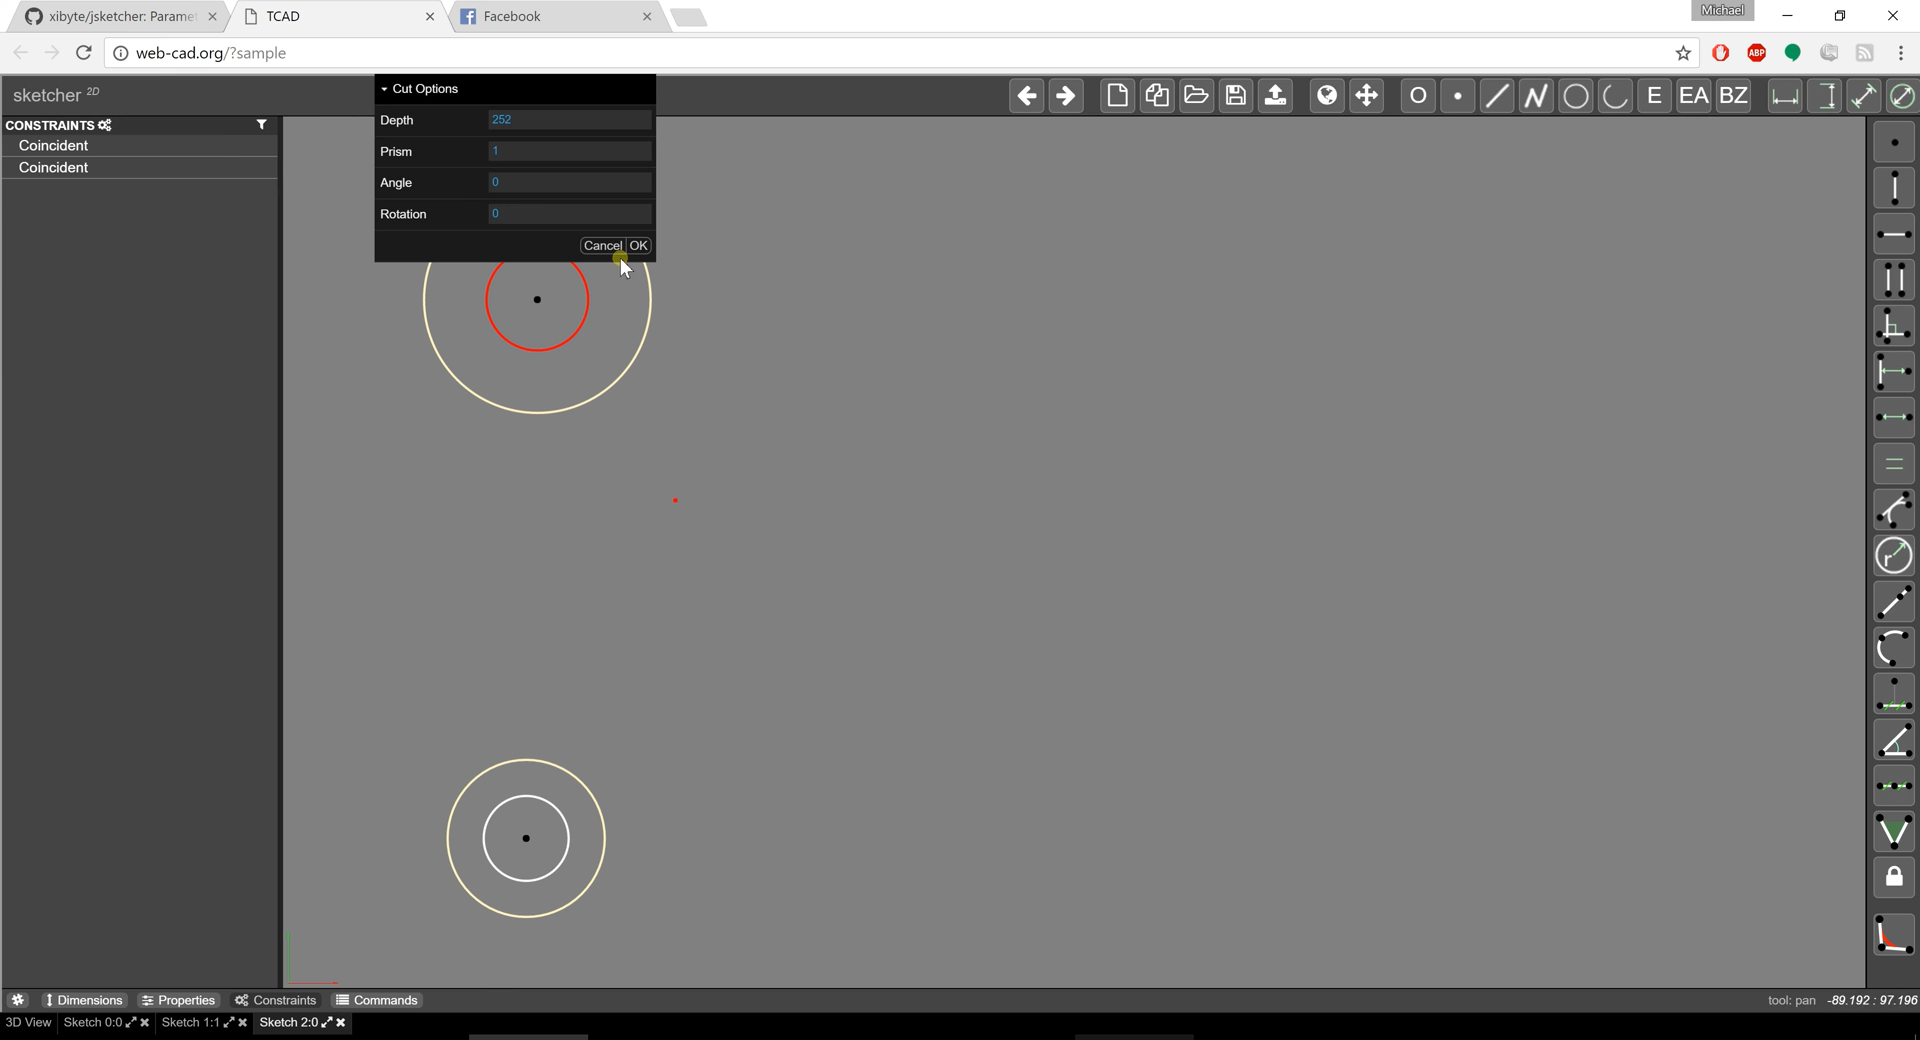 xibyte/jsketcher: Paramet
TCAD
Facebook
Michael
web-cad.org/?sample
ABP
sketcher 2D
Cut Options
O
E
EA
BZ
CONSTRAINTS
Coincident
Coincident
Depth
252
Prism
1
Angle
0
Rotation
0
Cancel
OK
r
Dimensions
Properties
Constraints
Commands
tool: pan
-89.192 : 97.196
3D View
Sketch 0:0
Sketch 1:1
Sketch 2:0